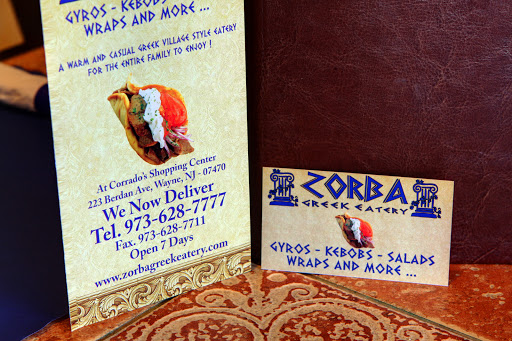 GYROS - KEBOBS -
WRAPS AND MORE ...
A WARM AND CASUAL GREEK VILLAGE STYLE EATERY
FOR THE ENTIRE FAMILY TO ENJOY !
At Corrado's Shopping Center
223 Berdan Ave, Wayne, NJ - 07470
We Now Deliver
Tel. 973-628-7777
Fax. 973-628-7711
Open 7 Days
www.zorbagreekeatery.com
ZORBA
GREEK EATERY
GYROS - KEBOBS - SALADS
WRAPS AND MORE ...